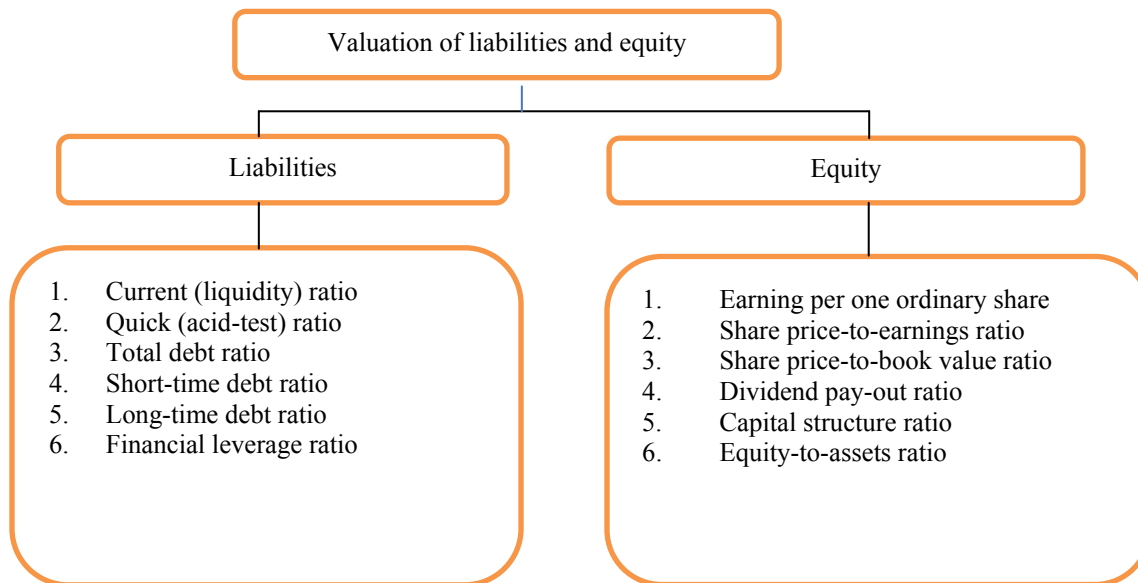 Valuation of liabilities and equity
Liabilities
Equity
1. Current (liquidity) ratio
2. Quick (acid-test) ratio
3. Total debt ratio
4. Short-time debt ratio
5. Long-time debt ratio
6. Financial leverage ratio
1. Earning per one ordinary share
2. Share price-to-earnings ratio
3. Share price-to-book value ratio
4. Dividend pay-out ratio
5. Capital structure ratio
6. Equity-to-assets ratio